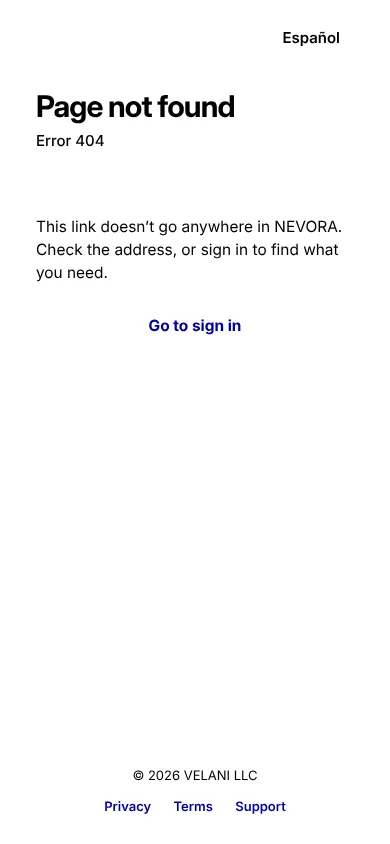 Español
Page not found
Error 404
This link doesn’t go anywhere in NEVORA.
Check the address, or sign in to find what
you need.
Go to sign in
© 2026 VELANI LLC
Privacy Terms Support